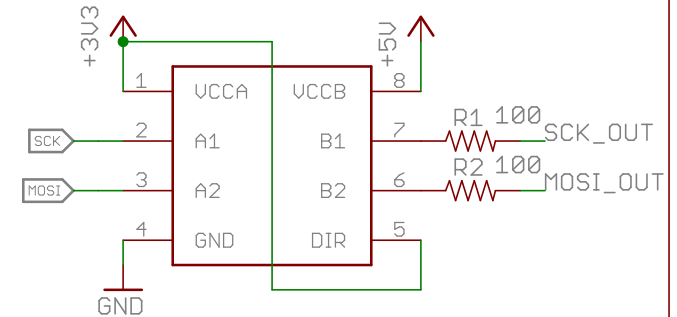 +3V3
+5V
1 VCCA VCCB 8
SCK 2 A1 B1 7 R1 100 SCK_OUT
MOSI 3 A2 B2 6 R2 100 MOSI_OUT
4 GND DIR 5
GND